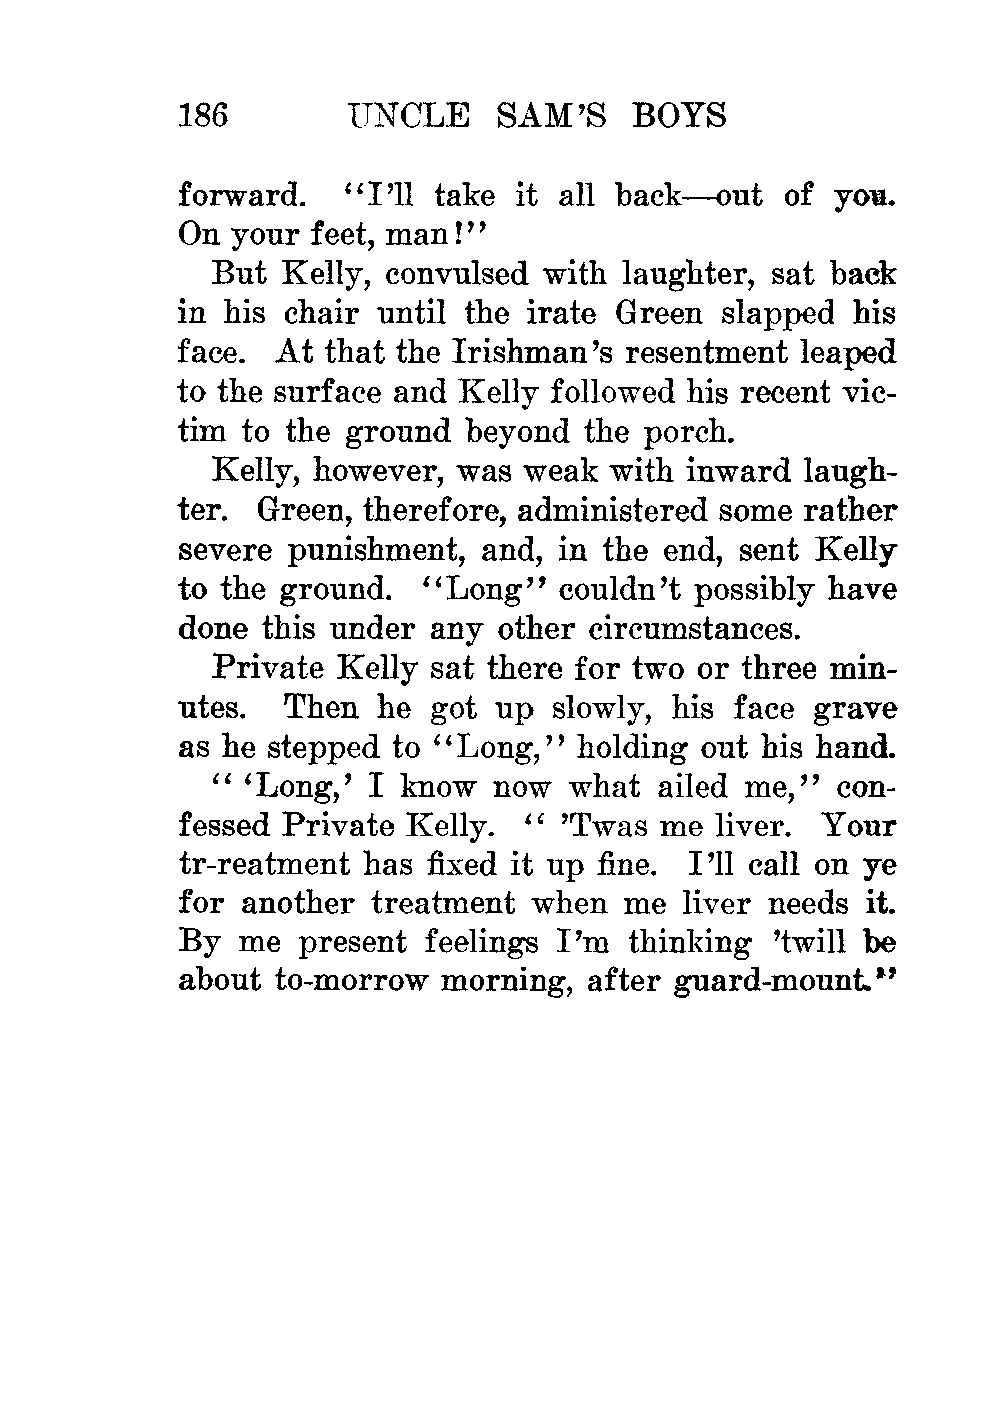 186 UNCLE SAM'S BOYS
forward. "I'll take it all back—out of you.
On your feet, man!"
But Kelly, convulsed with laughter, sat back
in his chair until the irate Green slapped his
face. At that the Irishman's resentment leaped
to the surface and Kelly followed his recent vic-
tim to the ground beyond the porch.
Kelly, however, was weak with inward laugh-
ter. Green, therefore, administered some rather
severe punishment, and, in the end, sent Kelly
to the ground. "Long" couldn't possibly have
done this under any other circumstances.
Private Kelly sat there for two or three min-
utes. Then he got up slowly, his face grave
as he stepped to "Long," holding out his hand.
" 'Long,' I know now what ailed me," con-
fessed Private Kelly. " 'Twas me liver. Your
tr-reatment has fixed it up fine. I'll call on ye
for another treatment when me liver needs it.
By me present feelings I'm thinking 'twill be
about to-morrow morning, after guard-mount."